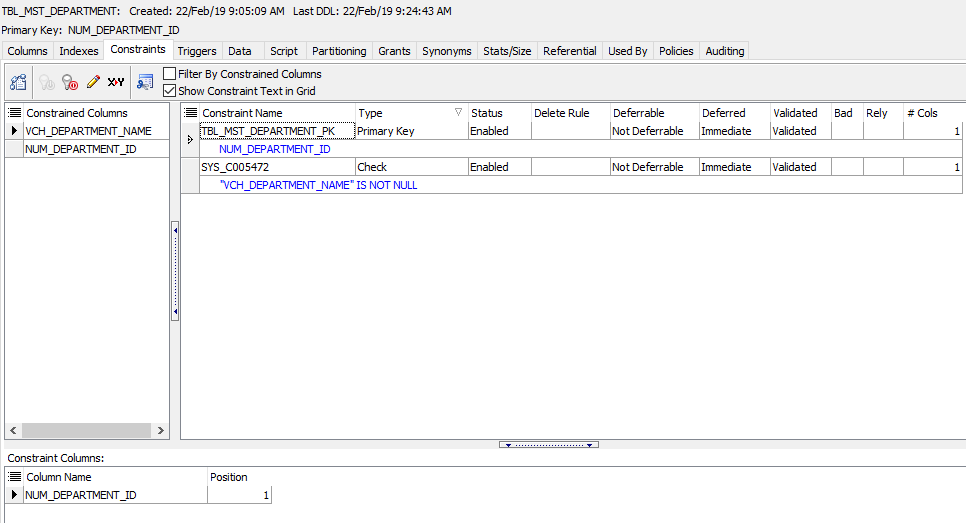 TBL_MST_DEPARTMENT: Created: 22/Feb/19 9:05:09 AM Last DDL: 22/Feb/19 9:24:43 AM
Primary Key: NUM_DEPARTMENT_ID
Columns Indexes Constraints Triggers Data Script Partitioning Grants Synonyms Stats/Size Referential Used By Policies Auditing
X↔Y
Filter By Constrained Columns
Show Constraint Text in Grid
Constrained Columns
VCH_DEPARTMENT_NAME
NUM_DEPARTMENT_ID
Constraint Name Type Status Delete Rule Deferrable Deferred Validated Bad Rely # Cols
TBL_MST_DEPARTMENT_PK Primary Key Enabled Not Deferrable Immediate Validated 1
NUM_DEPARTMENT_ID
SYS_C005472 Check Enabled Not Deferrable Immediate Validated 1
"VCH_DEPARTMENT_NAME" IS NOT NULL
Constraint Columns:
Column Name Position
NUM_DEPARTMENT_ID 1